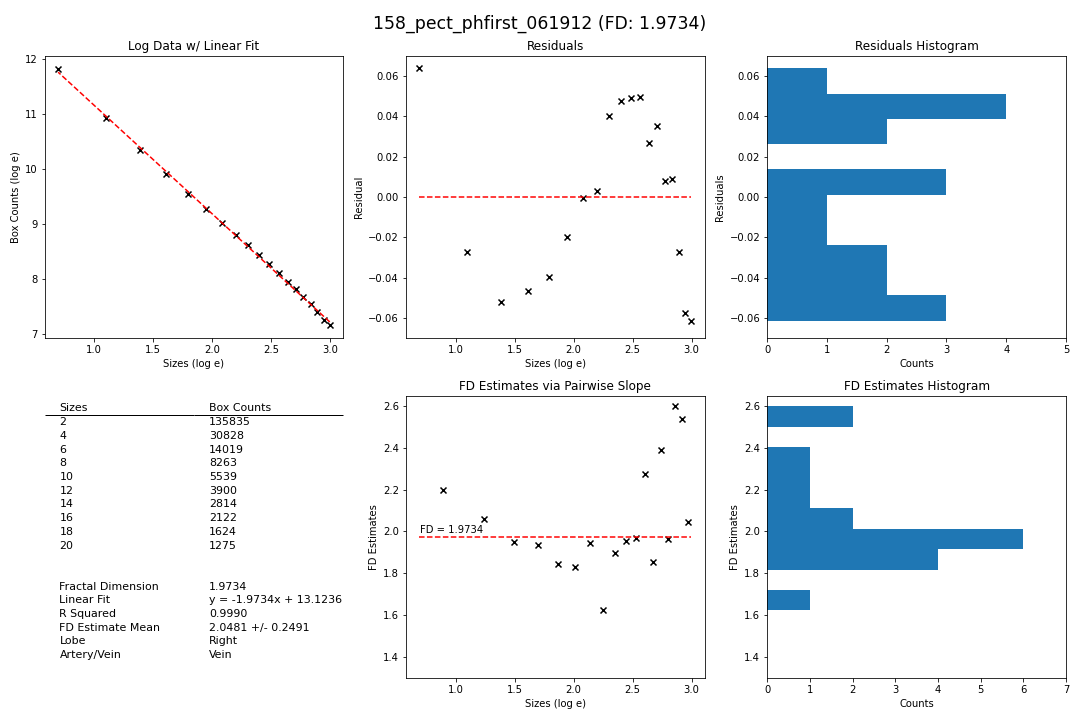 158_pect_phfirst_061912 (FD: 1.9734)
Log Data w/ Linear Fit
12
11
10
9
8
7
Box Counts (log e)
1.0 1.5 2.0 2.5 3.0
Sizes (log e)
Residuals
0.06
0.04
0.02
0.00
−0.02
−0.04
−0.06
Residual
1.0 1.5 2.0 2.5 3.0
Sizes (log e)
Residuals Histogram
0.06
0.04
0.02
0.00
−0.02
−0.04
−0.06
Residuals
0 1 2 3 4 5
Counts
Sizes Box Counts
2 135835
4 30828
6 14019
8 8263
10 5539
12 3900
14 2814
16 2122
18 1624
20 1275
Fractal Dimension 1.9734
Linear Fit y = -1.9734x + 13.1236
R Squared 0.9990
FD Estimate Mean 2.0481 +/- 0.2491
Lobe Right
Artery/Vein Vein
FD Estimates via Pairwise Slope
2.6
2.4
2.2
2.0
1.8
1.6
1.4
FD Estimates
FD = 1.9734
1.0 1.5 2.0 2.5 3.0
Sizes (log e)
FD Estimates Histogram
2.6
2.4
2.2
2.0
1.8
1.6
1.4
FD Estimates
0 1 2 3 4 5 6 7
Counts